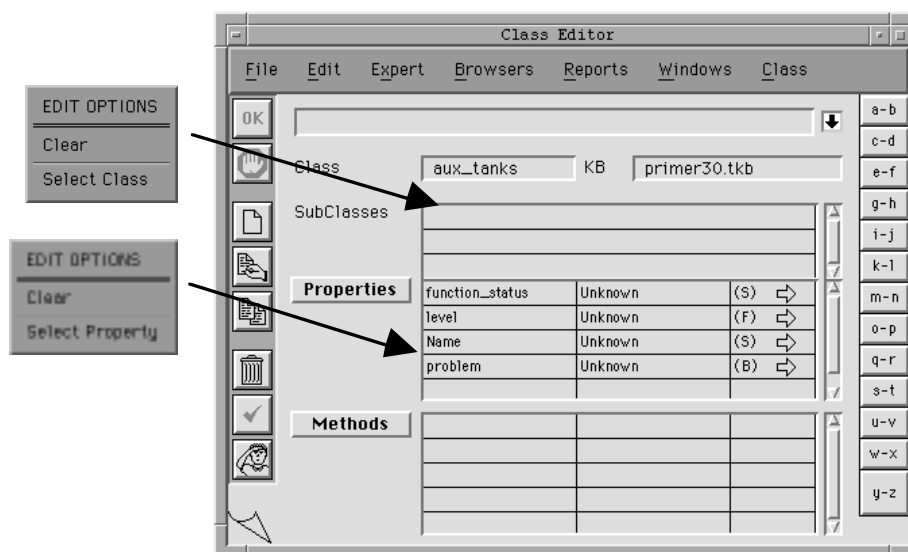 Class Editor
File Edit Expert Browsers Reports Windows Class
EDIT OPTIONS
Clear
Select Class
OK
Class aux_tanks KB primer30.tkb
SubClasses
EDIT OPTIONS
Clear
Select Property
Properties
function_status Unknown (S)
level Unknown (F)
Name Unknown (S)
problem Unknown (B)
Methods
a-b
c-d
e-f
g-h
i-j
k-l
m-n
o-p
q-r
s-t
u-v
w-x
y-z